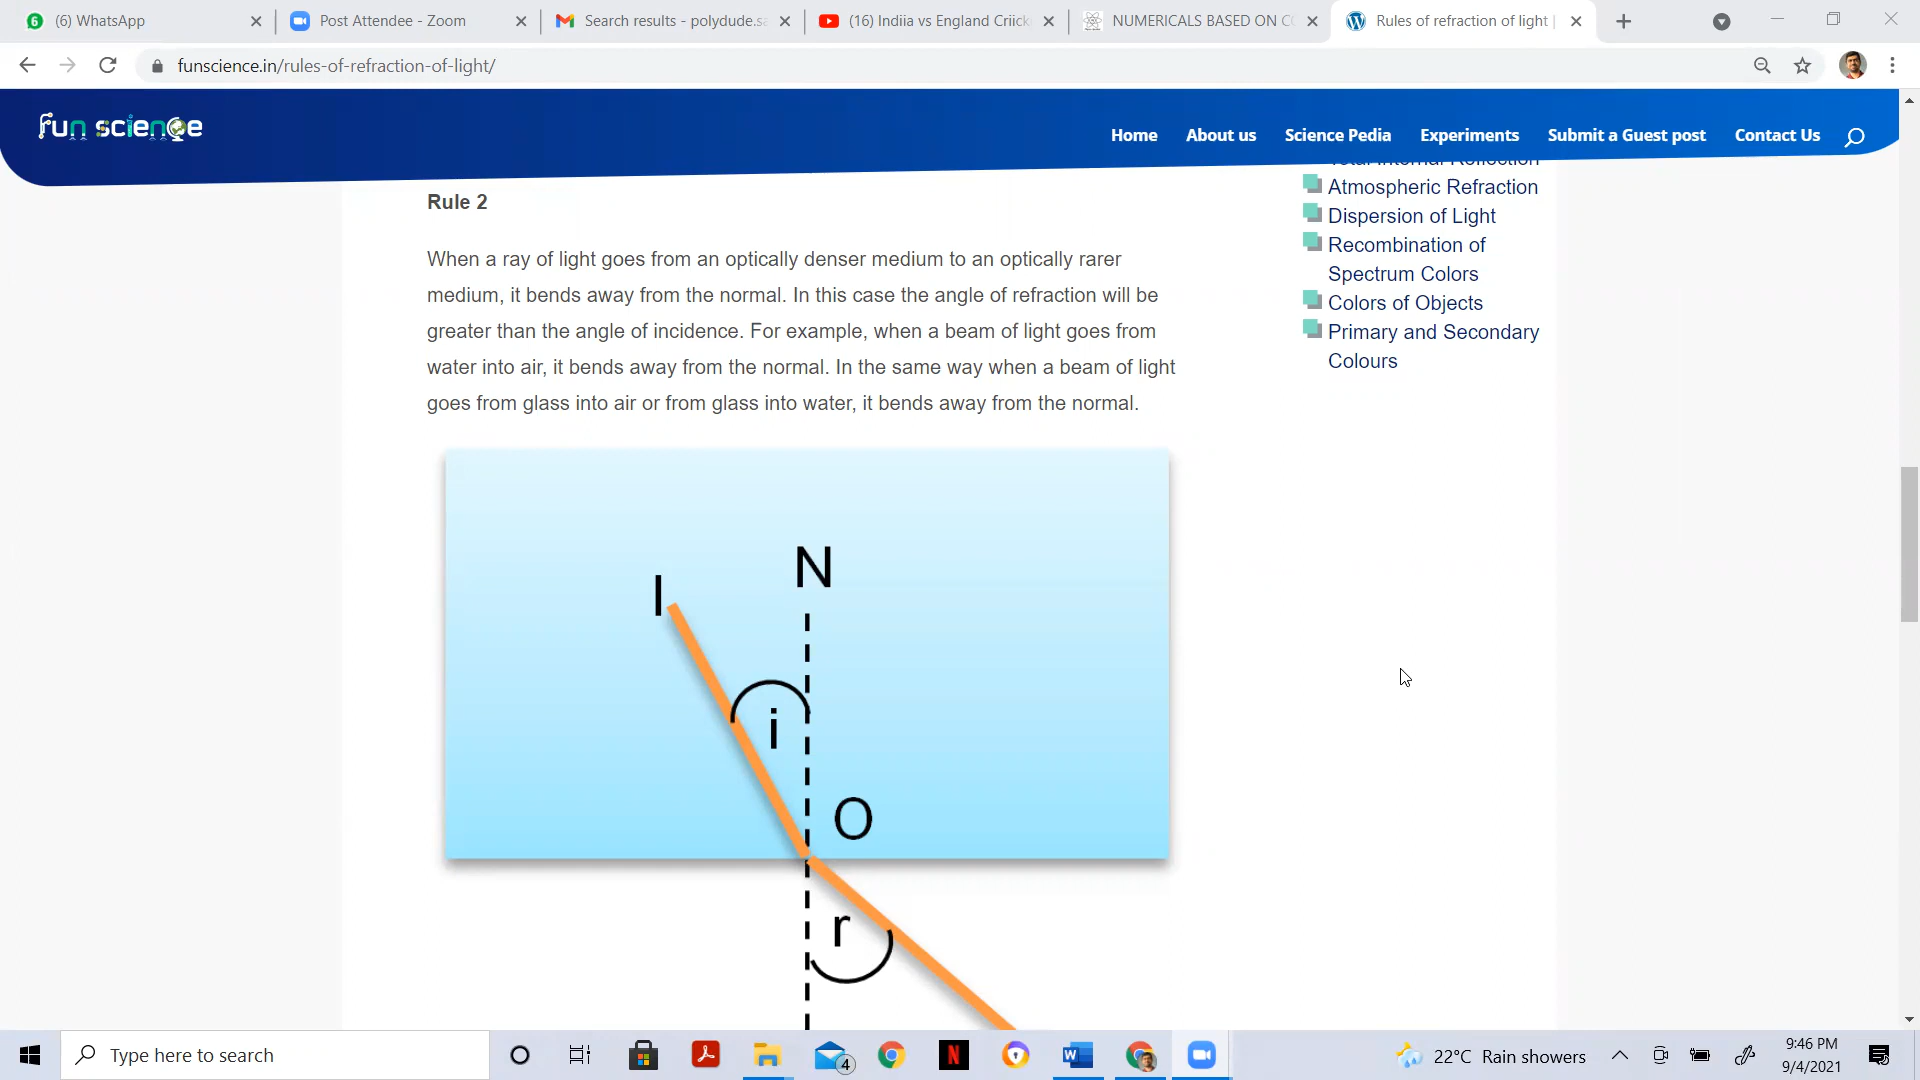 6 (6) WhatsApp
Post Attendee - Zoom
Search results - polydude.sa
(16) Indiia vs England Criick
NUMERICALS BASED ON CO
Rules of refraction of light |
funscience.in/rules-of-refraction-of-light/
fun science
Home About us Science Pedia Experiments Submit a Guest post Contact Us
Total Internal Reflection
Atmospheric Refraction
Dispersion of Light
Recombination of
Spectrum Colors
Colors of Objects
Primary and Secondary
Colours
Rule 2
When a ray of light goes from an optically denser medium to an optically rarer
medium, it bends away from the normal. In this case the angle of refraction will be
greater than the angle of incidence. For example, when a beam of light goes from
water into air, it bends away from the normal. In the same way when a beam of light
goes from glass into air or from glass into water, it bends away from the normal.
N
I
i
O
r
Type here to search
4
N
W
22°C Rain showers
9:46 PM
9/4/2021